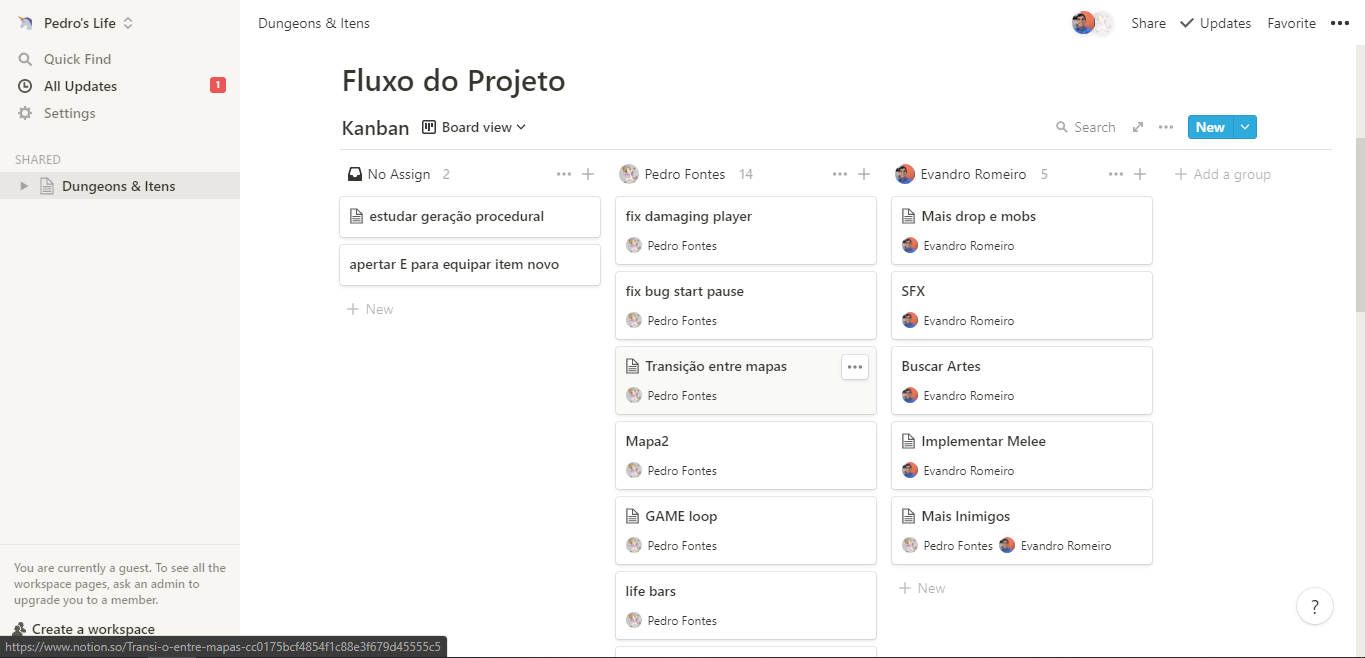 Pedro's Life
Quick Find
All Updates 1
Settings
SHARED
Dungeons & Itens
You are currently a guest. To see all the
workspace pages, ask an admin to
upgrade you to a member.
Create a workspace
https://www.notion.so/Transi-o-entre-mapas-cc0175bcf4854f1c88e3f679d45555c5
Dungeons & Itens
Share Updates Favorite
Fluxo do Projeto
Kanban Board view
Search New
No Assign 2
estudar geração procedural
apertar E para equipar item novo
New
Pedro Fontes 14
fix damaging player
Pedro Fontes
fix bug start pause
Pedro Fontes
Transição entre mapas
Pedro Fontes
Mapa2
Pedro Fontes
GAME loop
Pedro Fontes
life bars
Pedro Fontes
Evandro Romeiro 5
Mais drop e mobs
Evandro Romeiro
SFX
Evandro Romeiro
Buscar Artes
Evandro Romeiro
Implementar Melee
Evandro Romeiro
Mais Inimigos
Pedro Fontes Evandro Romeiro
New
Add a group
?